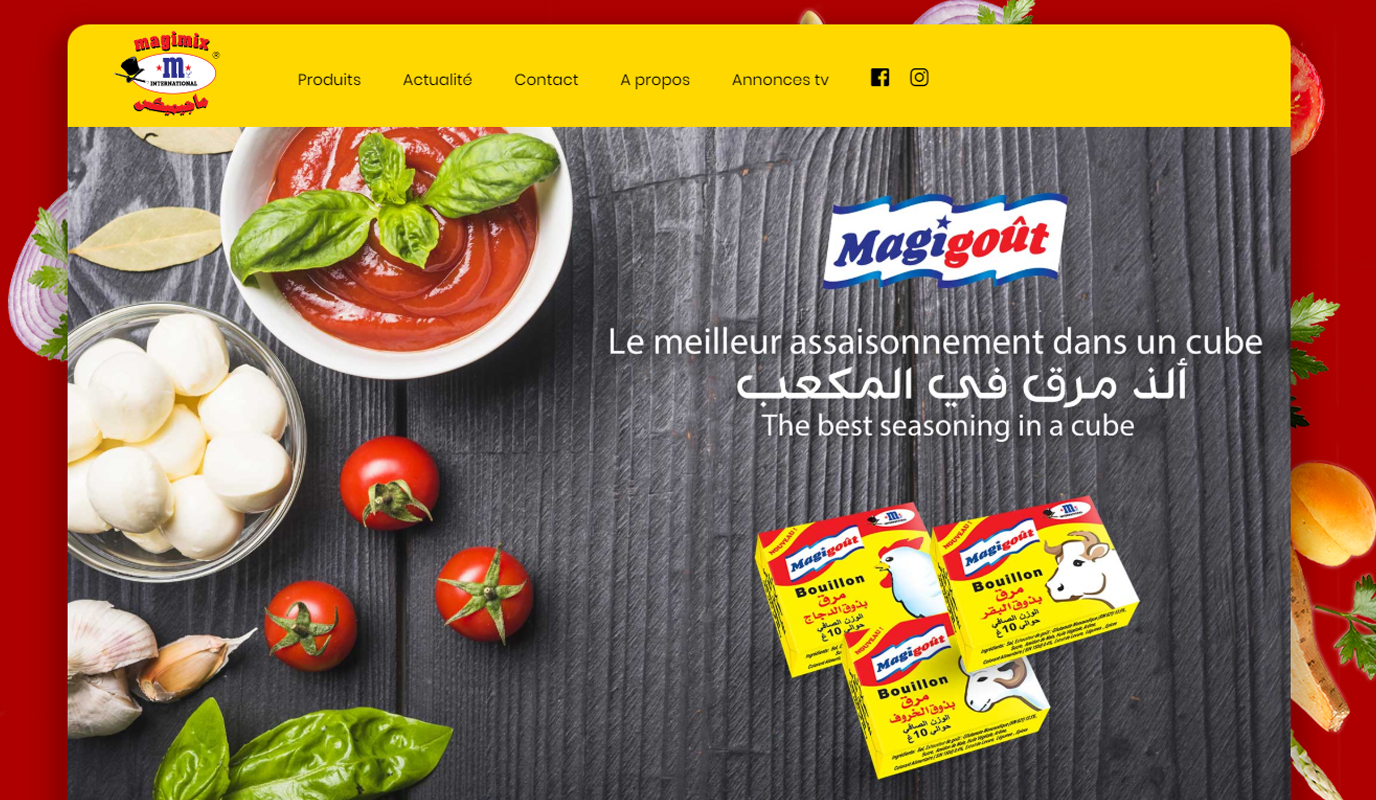 magimix
®
M
INTERNATIONAL
ماجيميكس
Produits
Actualité
Contact
A propos
Annonces tv
Magigoût
Le meilleur assaisonnement dans un cube
ألذ مرق في المكعب
The best seasoning in a cube
NOUVEAU !
Magigoût
Bouillon
مرق
بذوق الدجاج
الوزن الصافي
حوالي 10 غ
NOUVEAU !
M
INTERNATIONAL
Magigoût
Bouillon
مرق
بذوق البقر
الوزن الصافي
حوالي 10 غ
NOUVEAU !
Magigoût
Bouillon
مرق
بذوق الخروف
الوزن الصافي
حوالي 10 غ